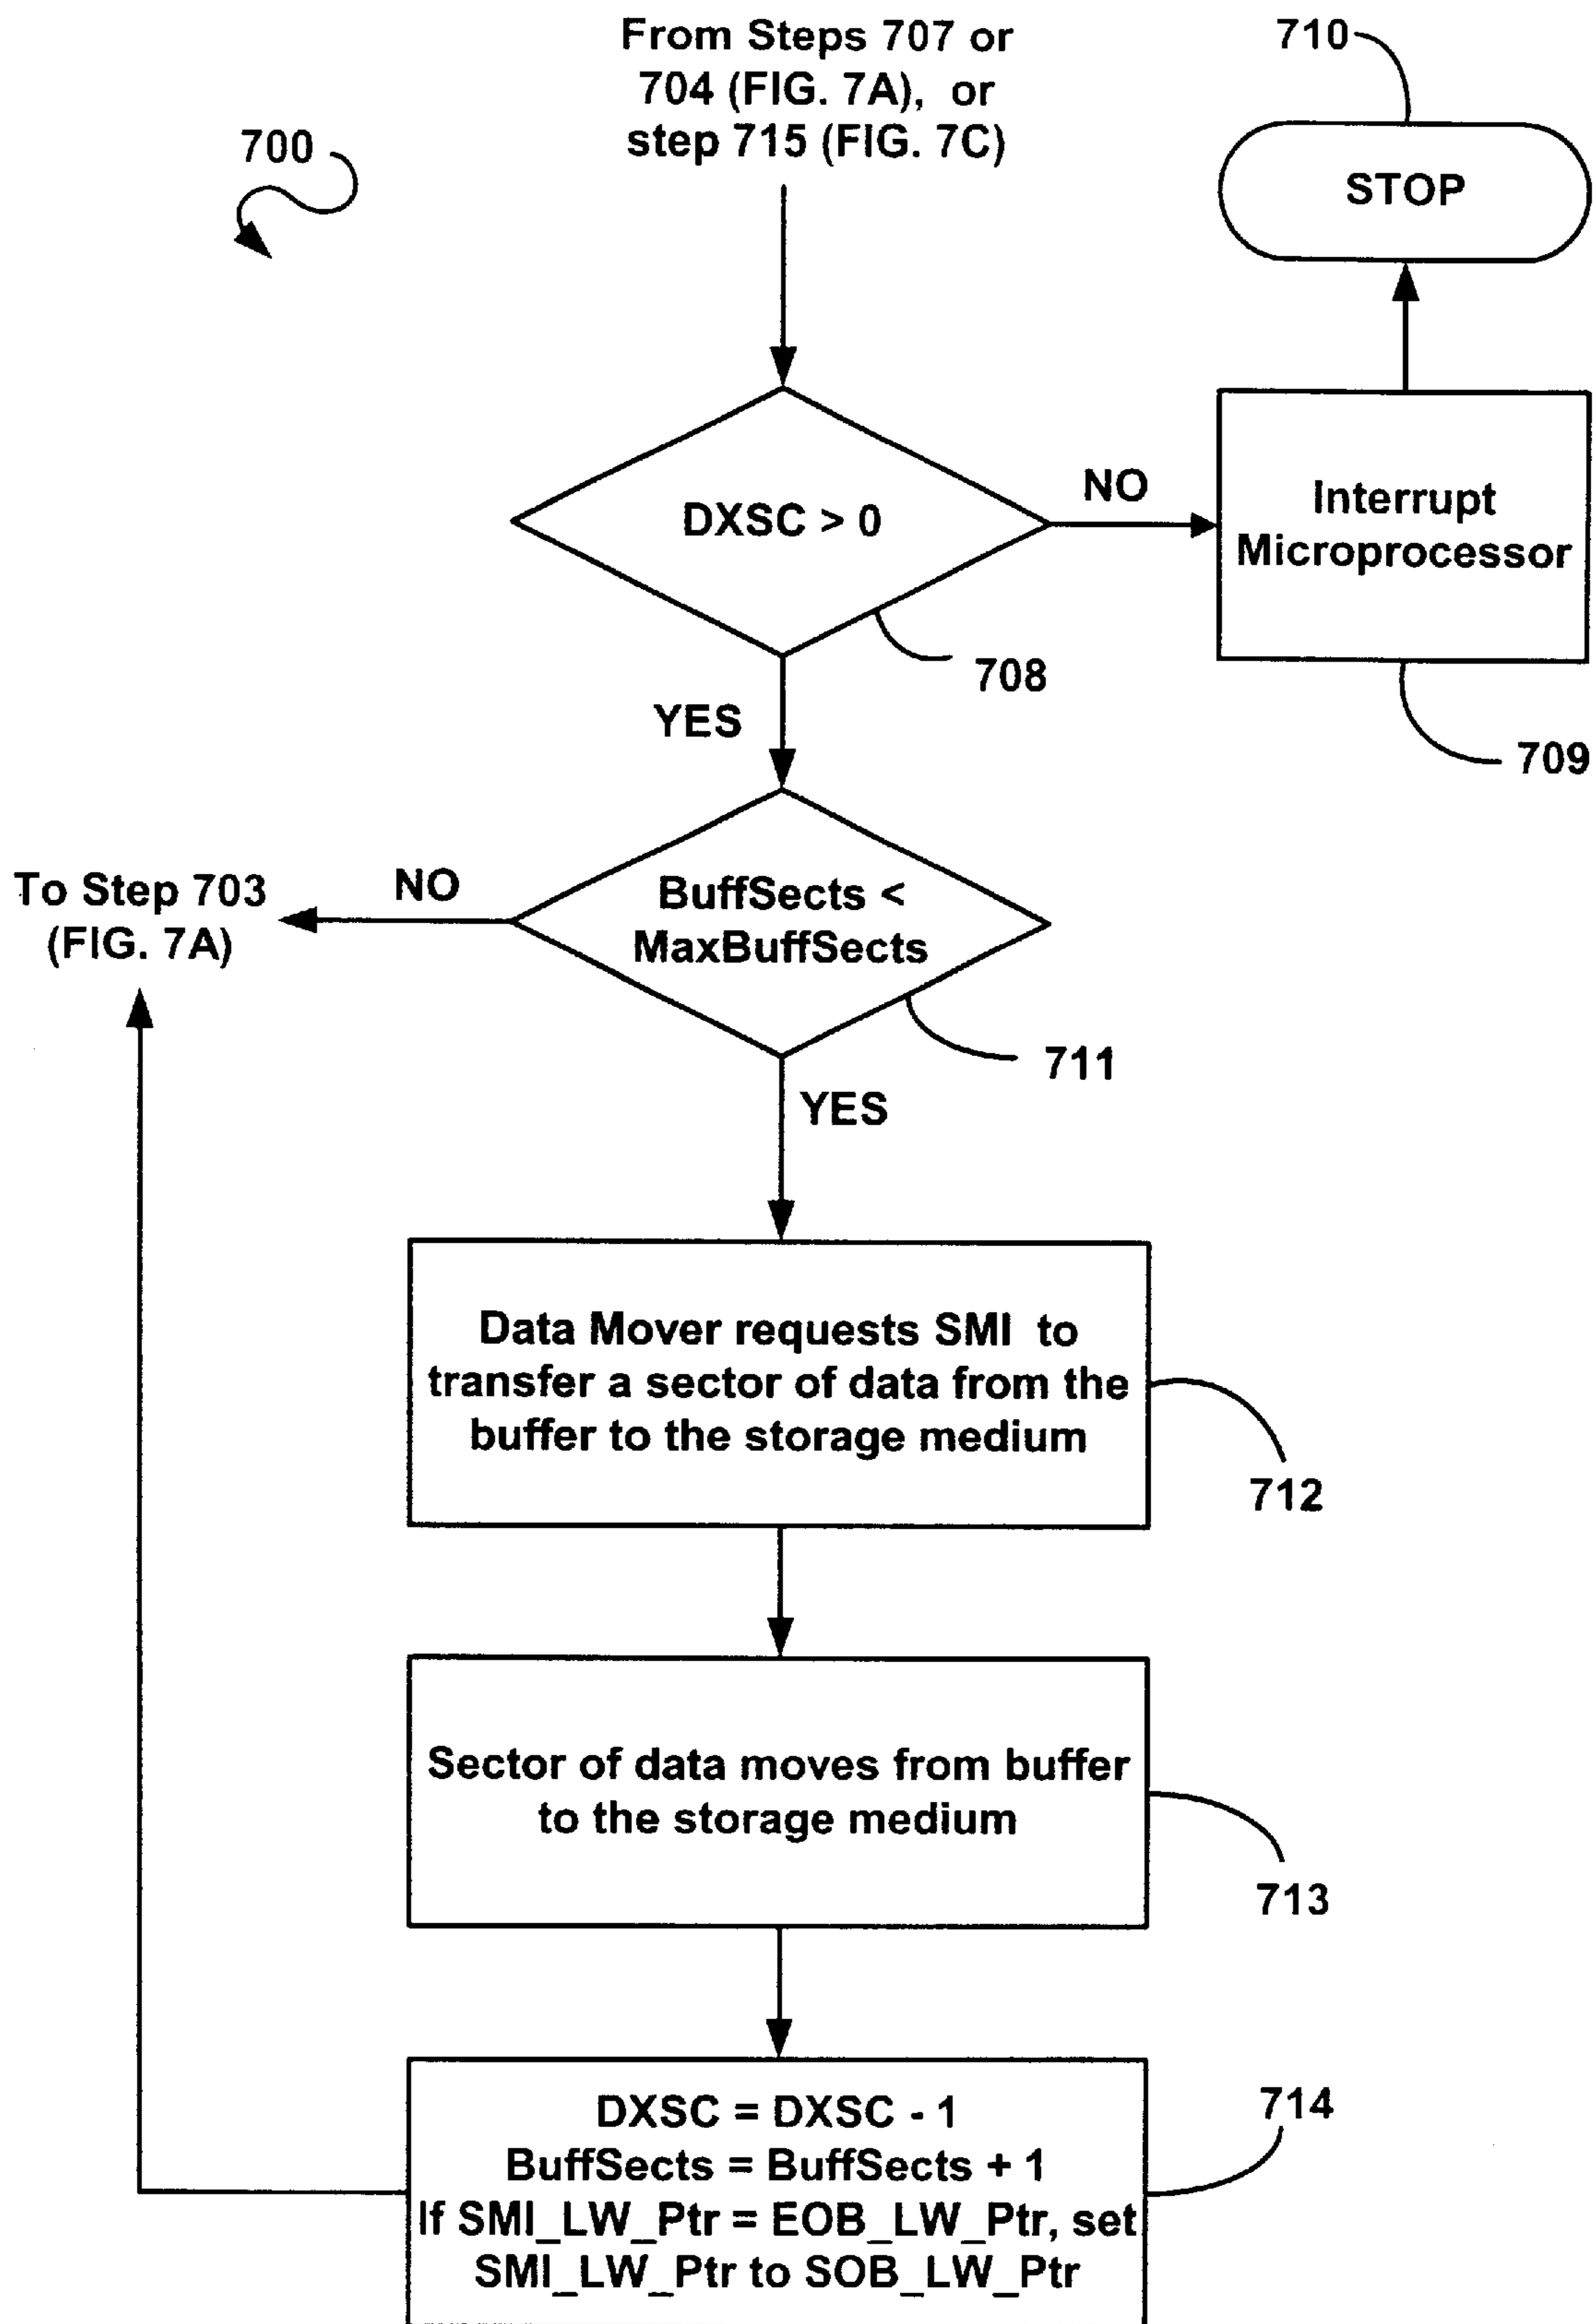 From Steps 707 or
704 (FIG. 7A), or
step 715 (FIG. 7C)
710
700
STOP
DXSC > 0
NO
Interrupt
Microprocessor
708
YES
709
To Step 703
(FIG. 7A)
NO
BuffSects <
MaxBuffSects
711
YES
Data Mover requests SMI to
transfer a sector of data from the
buffer to the storage medium
712
Sector of data moves from buffer
to the storage medium
713
DXSC = DXSC - 1
BuffSects = BuffSects + 1
If SMI_LW_Ptr = EOB_LW_Ptr, set
SMI_LW_Ptr to SOB_LW_Ptr
714